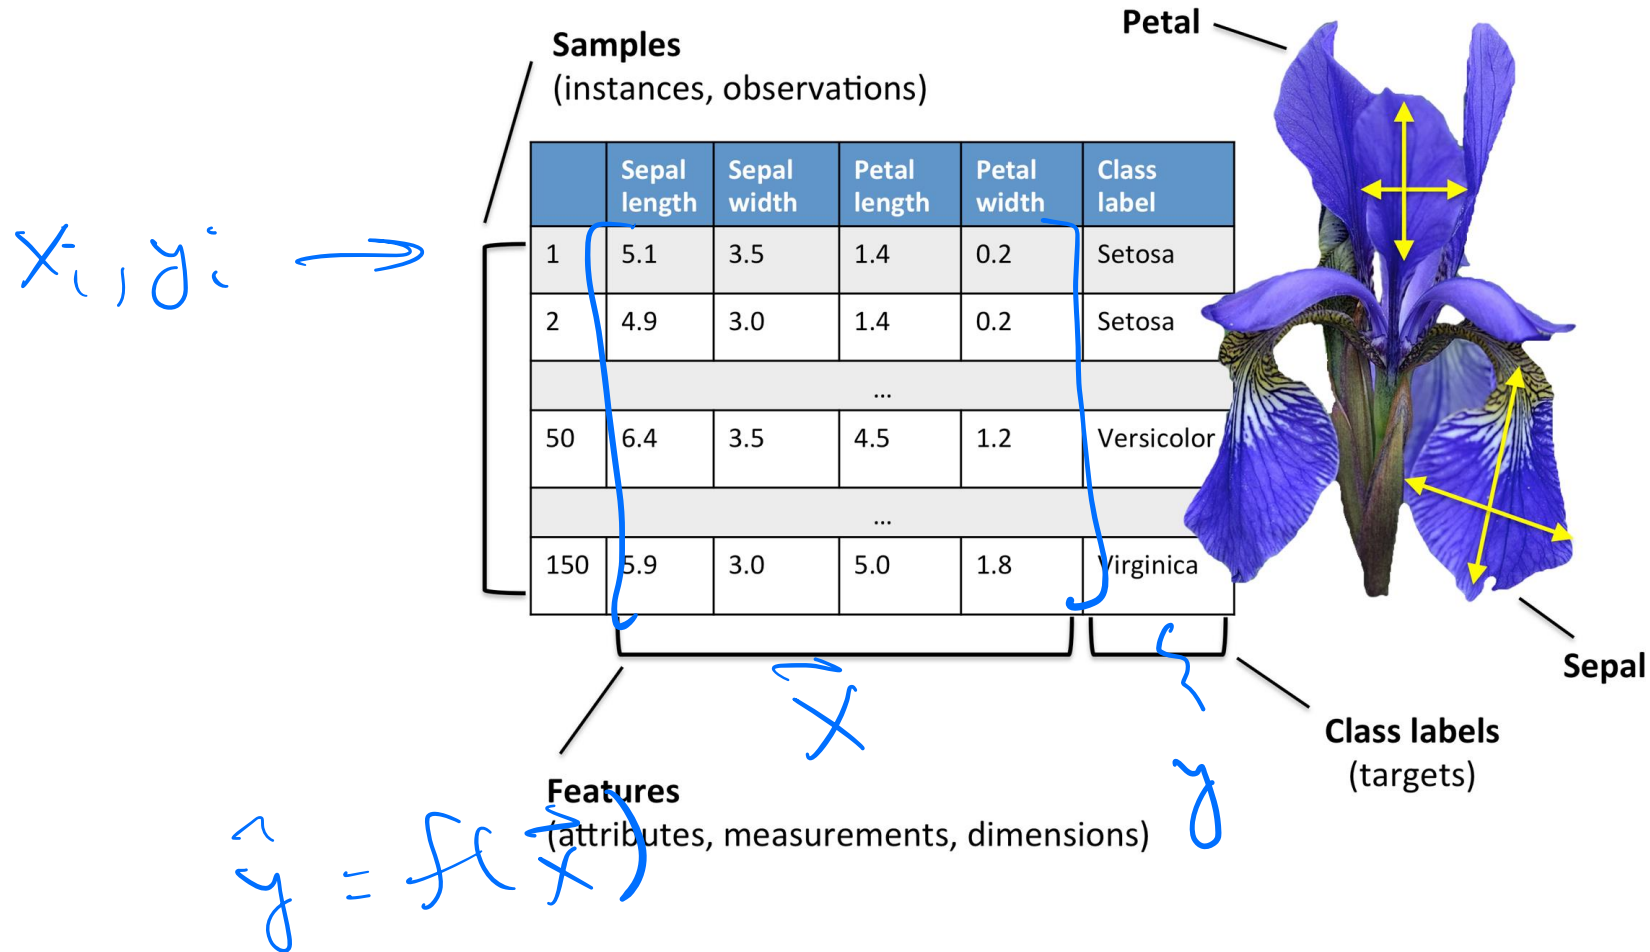 Petal
Samples
(instances, observations)
Sepal length Sepal width Petal length Petal width Class label
xᵢ, yᵢ →
1 5.1 3.5 1.4 0.2 Setosa
2 4.9 3.0 1.4 0.2 Setosa
...
50 6.4 3.5 4.5 1.2 Versicolor
...
150 5.9 3.0 5.0 1.8 Virginica
Sepal
x⃗
y
Class labels
(targets)
Features
(attributes, measurements, dimensions)
ŷ = f(x⃗)